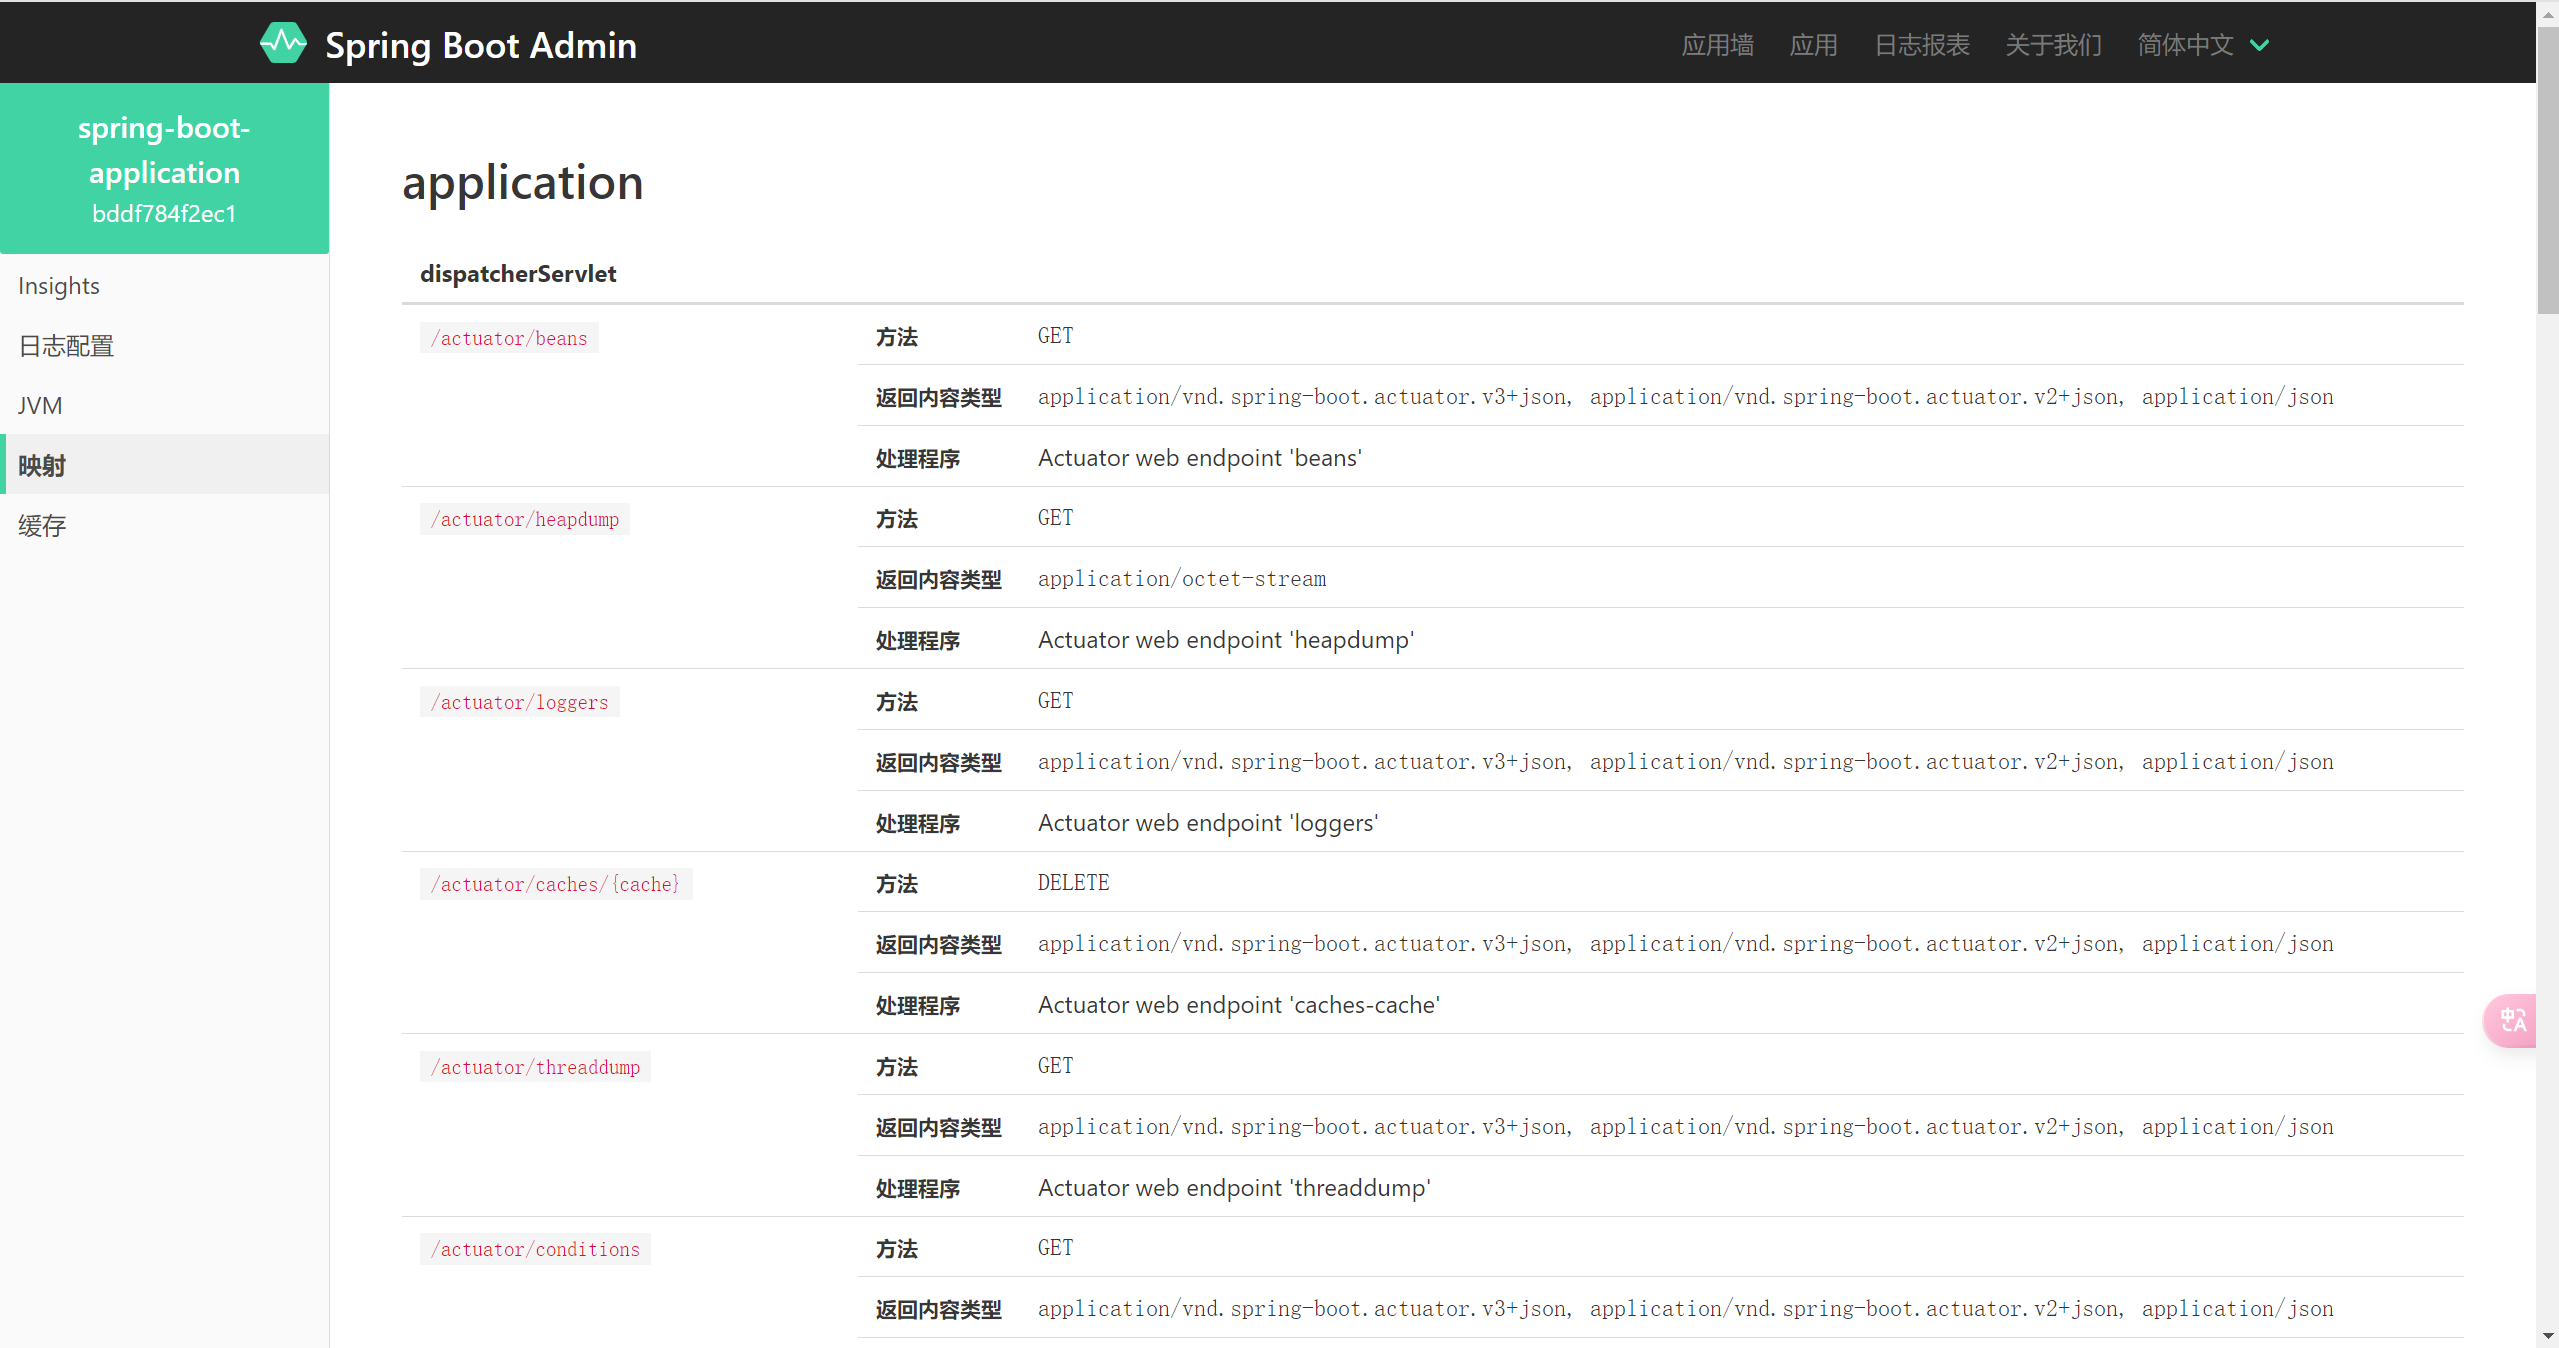 Spring Boot Admin
应用墙 应用 日志报表 关于我们 简体中文
spring-boot-
application
bddf784f2ec1
Insights
日志配置
JVM
映射
缓存
application
dispatcherServlet
/actuator/beans 方法 GET
返回内容类型 application/vnd.spring-boot.actuator.v3+json, application/vnd.spring-boot.actuator.v2+json, application/json
处理程序 Actuator web endpoint 'beans'
/actuator/heapdump 方法 GET
返回内容类型 application/octet-stream
处理程序 Actuator web endpoint 'heapdump'
/actuator/loggers 方法 GET
返回内容类型 application/vnd.spring-boot.actuator.v3+json, application/vnd.spring-boot.actuator.v2+json, application/json
处理程序 Actuator web endpoint 'loggers'
/actuator/caches/{cache} 方法 DELETE
返回内容类型 application/vnd.spring-boot.actuator.v3+json, application/vnd.spring-boot.actuator.v2+json, application/json
处理程序 Actuator web endpoint 'caches-cache'
/actuator/threaddump 方法 GET
返回内容类型 application/vnd.spring-boot.actuator.v3+json, application/vnd.spring-boot.actuator.v2+json, application/json
处理程序 Actuator web endpoint 'threaddump'
/actuator/conditions 方法 GET
返回内容类型 application/vnd.spring-boot.actuator.v3+json, application/vnd.spring-boot.actuator.v2+json, application/json
中A